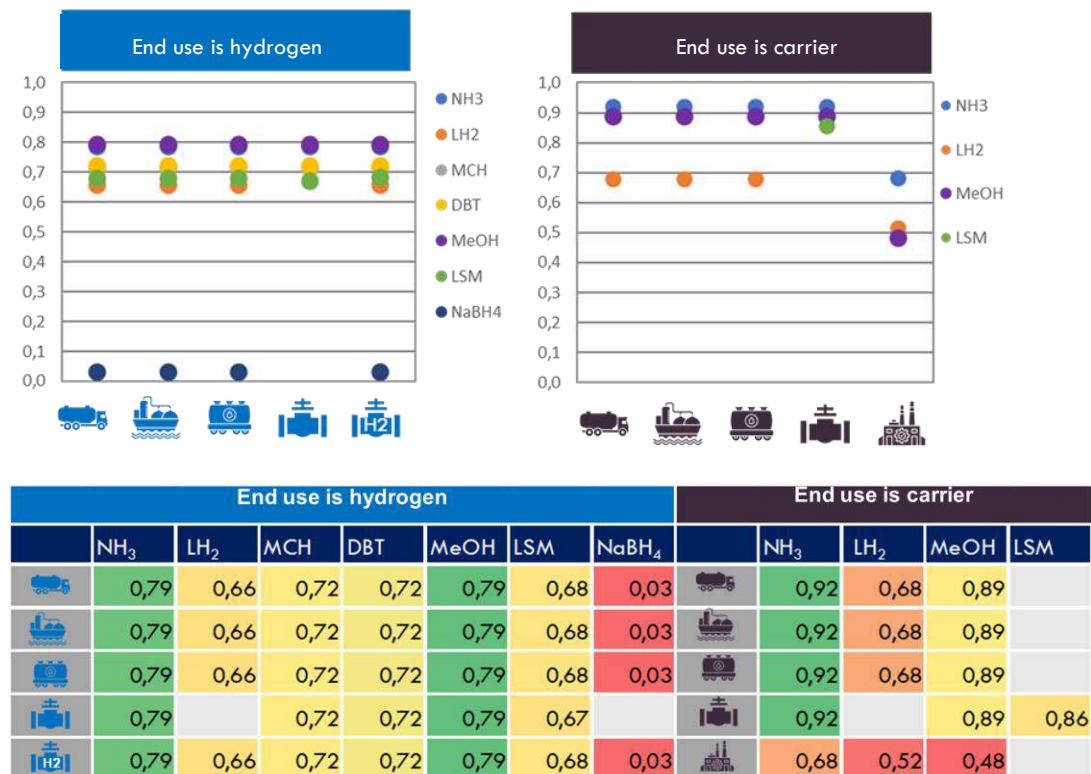 End use is hydrogen
1,0
0,9
0,8
0,7
0,6
0,5
0,4
0,3
0,2
0,1
0,0
NH3
LH2
MCH
DBT
MeOH
LSM
NaBH4
H2
End use is carrier
1,0
0,9
0,8
0,7
0,6
0,5
0,4
0,3
0,2
0,1
0,0
NH3
LH2
MeOH
LSM
End use is hydrogen End use is carrier
NH₃ LH₂ MCH DBT MeOH LSM NaBH₄ NH₃ LH₂ MeOH LSM
0,79 0,66 0,72 0,72 0,79 0,68 0,03 0,92 0,68 0,89
0,79 0,66 0,72 0,72 0,79 0,68 0,03 0,92 0,68 0,89
0,79 0,66 0,72 0,72 0,79 0,68 0,03 0,92 0,68 0,89
0,79 0,72 0,72 0,79 0,67 0,92 0,89 0,86
H2 0,79 0,66 0,72 0,72 0,79 0,68 0,03 0,68 0,52 0,48